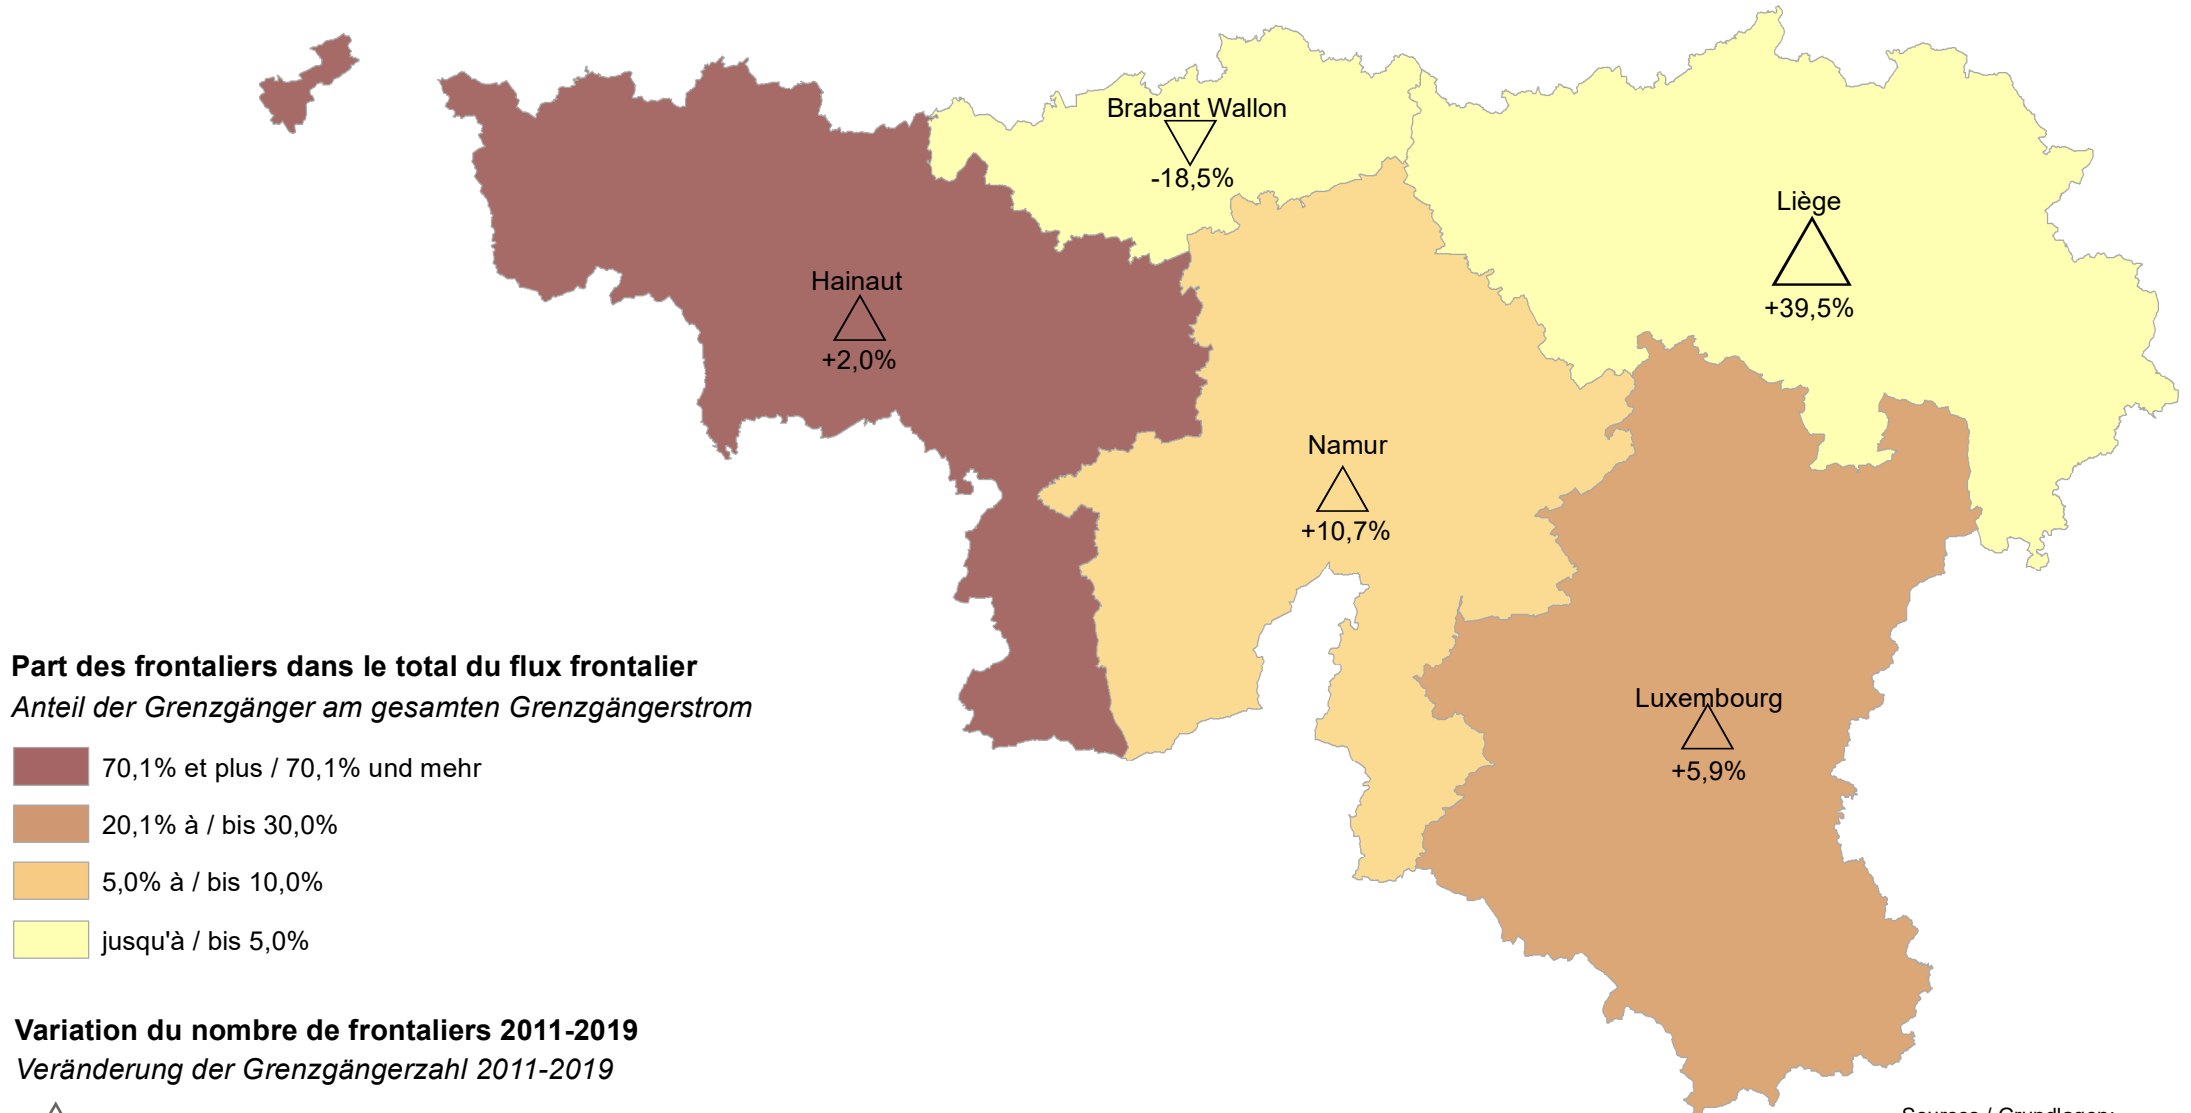 Brabant Wallon
-18,5%
Liège
+39,5%
Hainaut
+2,0%
Namur
+10,7%
Luxembourg
+5,9%
Part des frontaliers dans le total du flux frontalier
Anteil der Grenzgänger am gesamten Grenzgängerstrom
70,1% et plus / 70,1% und mehr
20,1% à / bis 30,0%
5,0% à / bis 10,0%
jusqu'à / bis 5,0%
Variation du nombre de frontaliers 2011-2019
Veränderung der Grenzgängerzahl 2011-2019
Sources / Grundlagen: